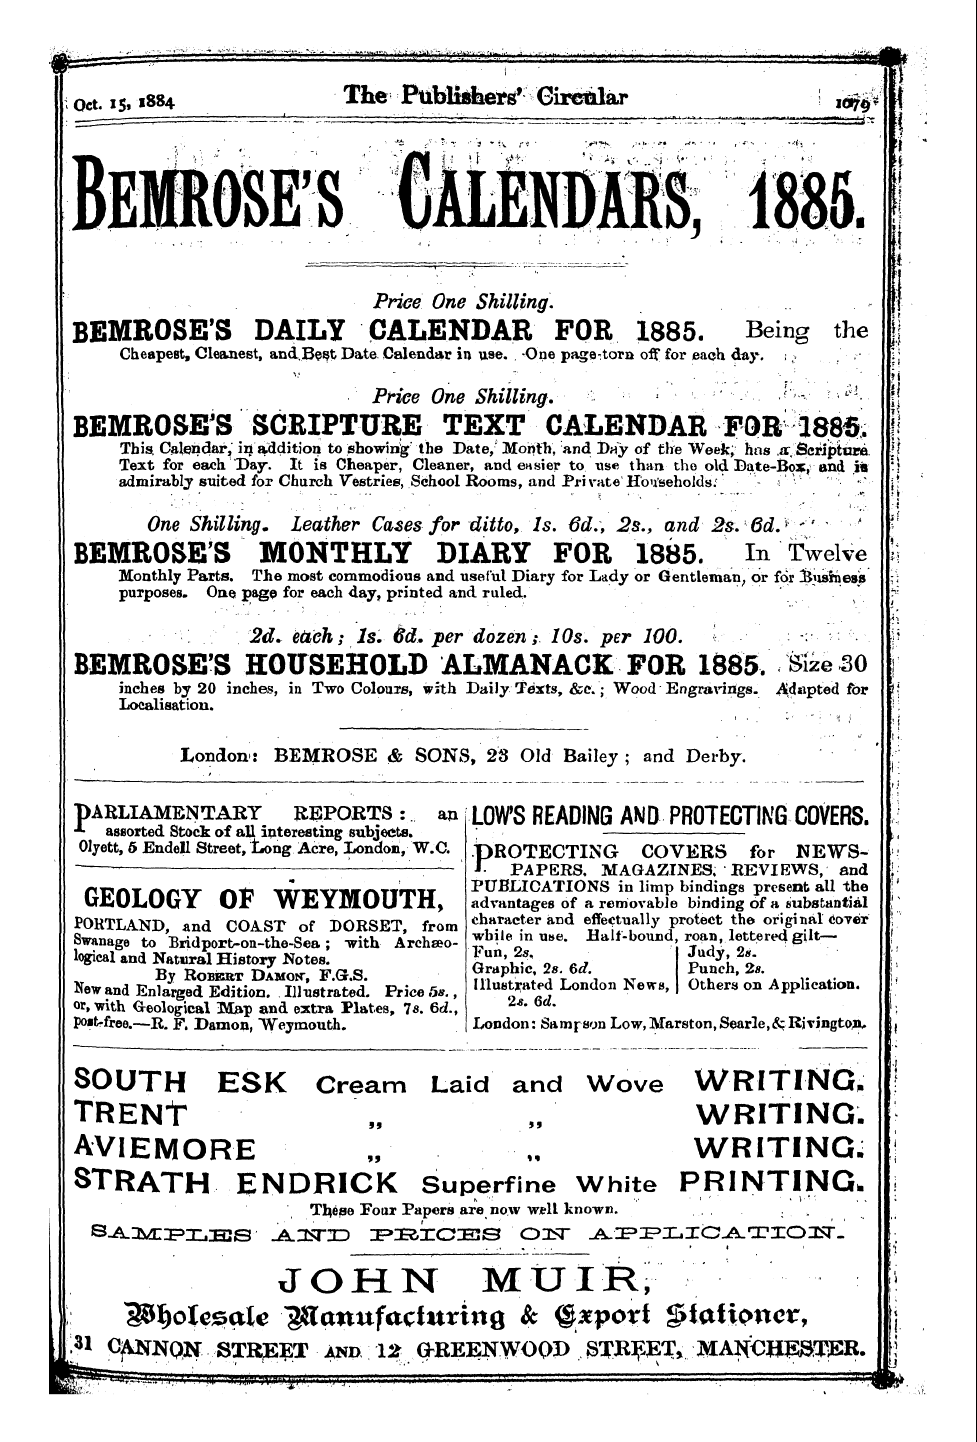 Oct. 15, 1884 The Publishers' Circular 1079
BEMROSE'S CALENDARS, 1885.
Price One Shilling.
BEMROSE'S DAILY CALENDAR FOR 1885. Being the
Cheapest, Cleanest, and Best Date Calendar in use. One page torn off for each day.
Price One Shilling.
BEMROSE'S SCRIPTURE TEXT CALENDAR FOR 1885.
This Calendar, in addition to showing the Date, Month, and Day of the Week, has a Scripture
Text for each Day. It is Cheaper, Cleaner, and easier to use than the old Date-Box, and is
admirably suited for Church Vestries, School Rooms, and Private Households.
One Shilling. Leather Cases for ditto, 1s. 6d., 2s., and 2s. 6d.
BEMROSE'S MONTHLY DIARY FOR 1885. In Twelve
Monthly Parts. The most commodious and useful Diary for Lady or Gentleman, or for Business
purposes. One page for each day, printed and ruled.
2d. each; 1s. 6d. per dozen; 10s. per 100.
BEMROSE'S HOUSEHOLD ALMANACK FOR 1885. Size 30
inches by 20 inches, in Two Colours, with Daily Texts, &c.; Wood Engravings. Adapted for
Localisation.
London: BEMROSE & SONS, 23 Old Bailey; and Derby.
PARLIAMENTARY REPORTS: an
assorted Stock of all interesting subjects.
Olyett, 5 Endell Street, Long Acre, London, W.C.
GEOLOGY OF WEYMOUTH,
PORTLAND, and COAST of DORSET, from
Swanage to Bridport-on-the-Sea; with Archæo-
logical and Natural History Notes.
By ROBERT DAMON, F.G.S.
New and Enlarged Edition. Illustrated. Price 5s.,
or, with Geological Map and extra Plates, 7s. 6d.,
post-free.—R. F. Damon, Weymouth.
LOW'S READING AND PROTECTING COVERS.
PROTECTING COVERS for NEWS-
PAPERS, MAGAZINES, REVIEWS, and
PUBLICATIONS in limp bindings present all the
advantages of a removable binding of a substantial
character and effectually protect the original cover
while in use. Half-bound, roan, lettered gilt—
Fun, 2s. Judy, 2s.
Graphic, 2s. 6d. Punch, 2s.
Illustrated London News, Others on Application.
2s. 6d.
London: Sampson Low, Marston, Searle, & Rivington.
SOUTH ESK Cream Laid and Wove WRITING.
TRENT ,, ,, WRITING.
AVIEMORE ,, ,, WRITING.
STRATH ENDRICK Superfine White PRINTING.
These Four Papers are now well known.
SAMPLES AND PRICES ON APPLICATION.
JOHN MUIR,
Wholesale Manufacturing & Export Stationer,
31 CANNON STREET AND 12 GREENWOOD STREET, MANCHESTER.